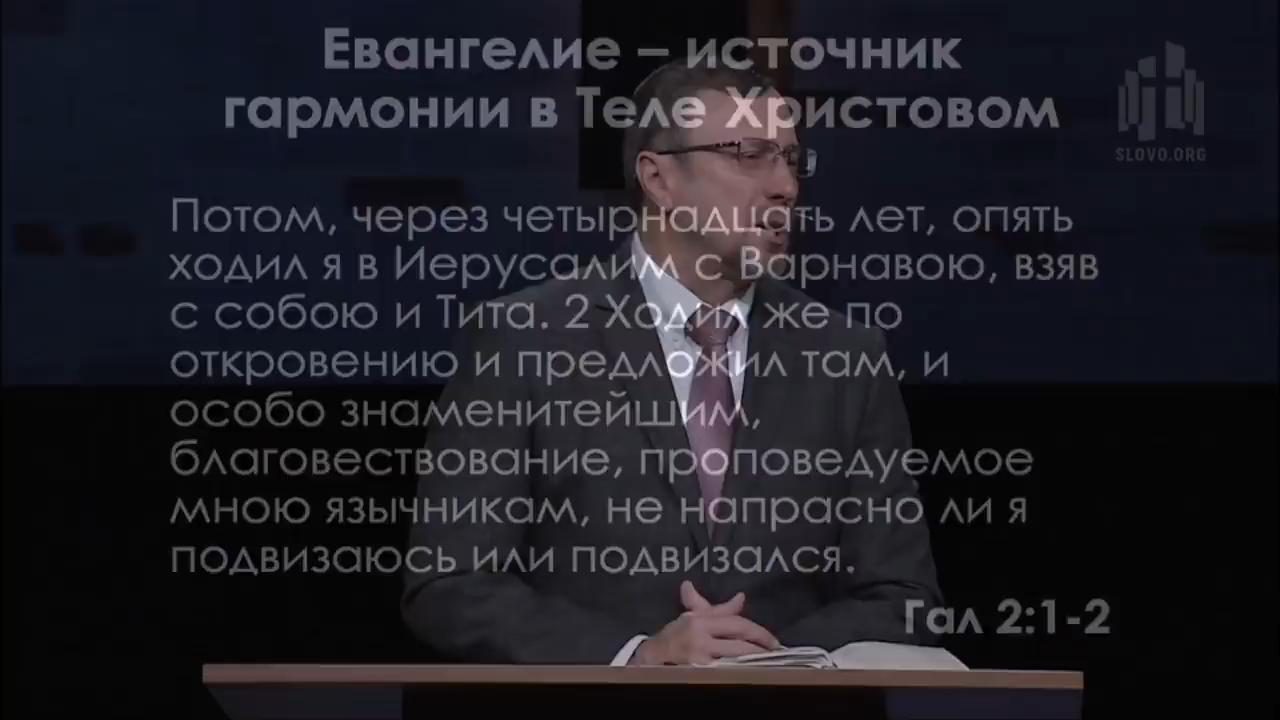 Евангелие – источник
гармонии в Теле Христовом
SLOVO.ORG
Потом, через четырнадцать лет, опять
ходил я в Иерусалим с Варнавою, взяв
с собою и Тита. 2 Ходил же по
откровению и предложил там, и
особо знаменитейшим,
благовествование, проповедуемое
мною язычникам, не напрасно ли я
подвизаюсь или подвизался.
Гал 2:1-2